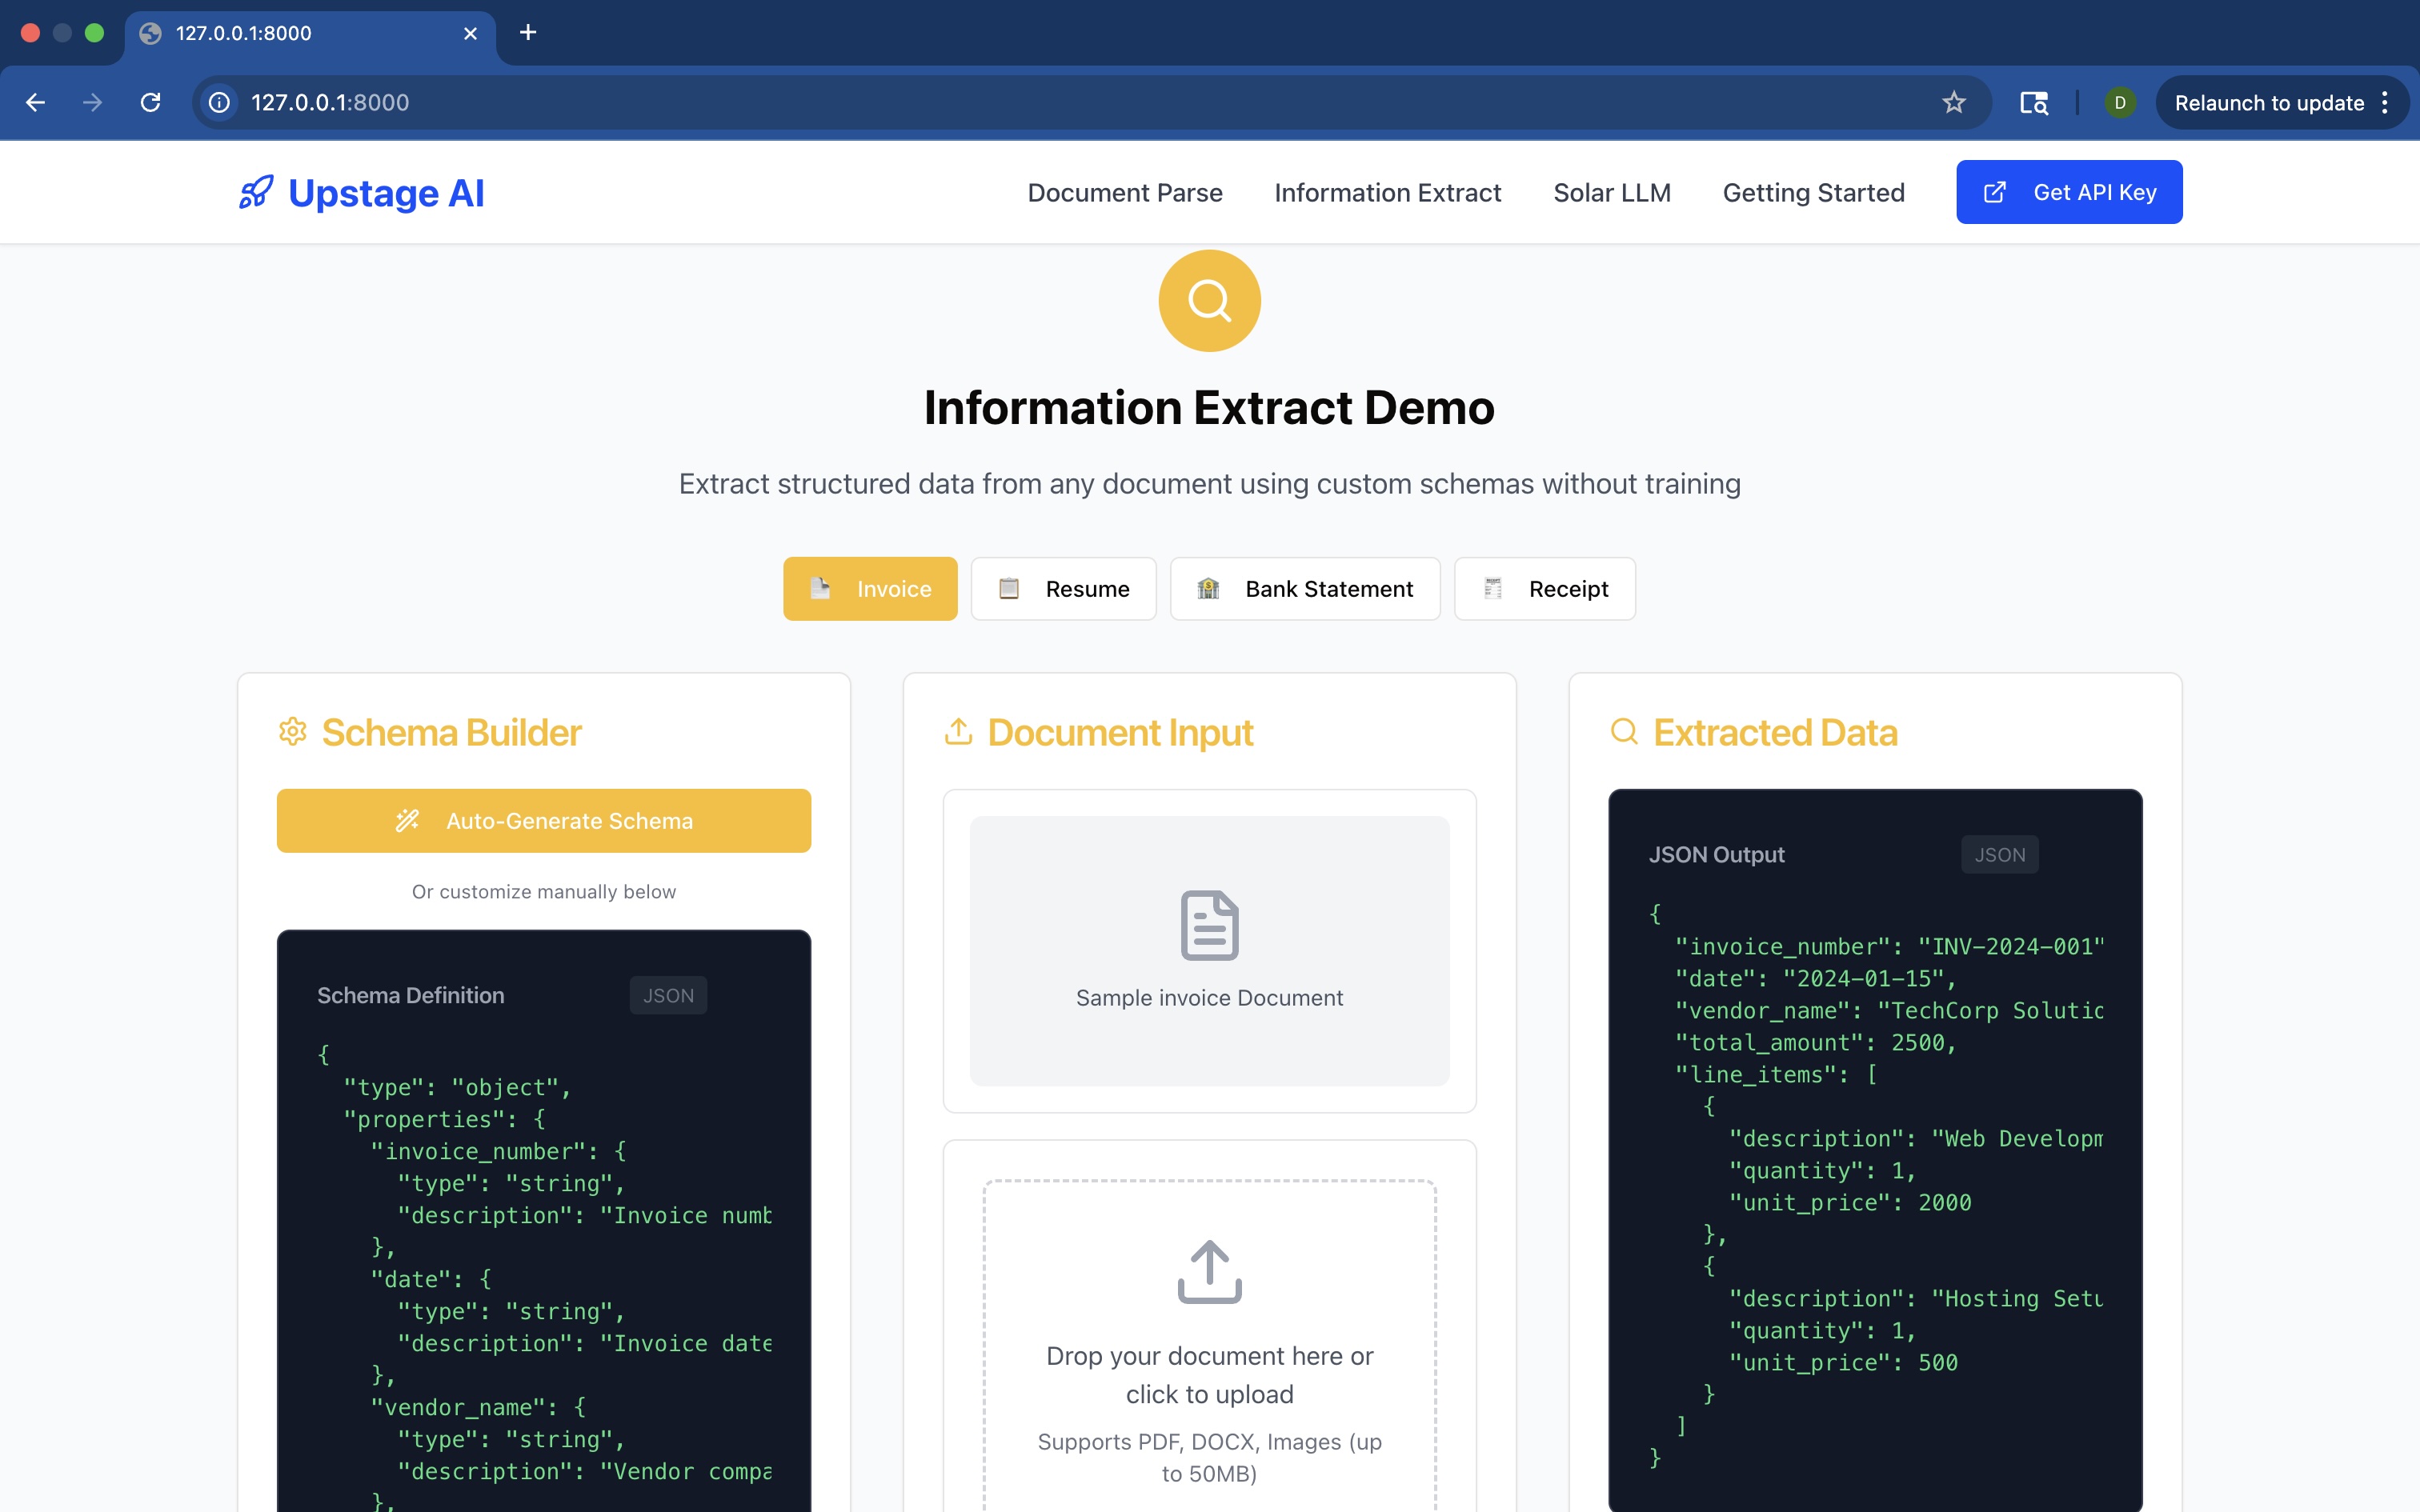 127.0.0.1:8000
127.0.0.1:8000
D
Relaunch to update
Upstage AI
Document Parse
Information Extract
Solar LLM
Getting Started
Get API Key
Information Extract Demo
Extract structured data from any document using custom schemas without training
Invoice
Resume
Bank Statement
Receipt
Schema Builder
Auto-Generate Schema
Or customize manually below
Schema Definition
JSON
{
"type": "object",
"properties": {
"invoice_number": {
"type": "string",
"description": "Invoice numb
},
"date": {
"type": "string",
"description": "Invoice date
},
"vendor_name": {
"type": "string",
"description": "Vendor compa
},
Document Input
Sample invoice Document
Drop your document here or
click to upload
Supports PDF, DOCX, Images (up
to 50MB)
Extracted Data
JSON Output
JSON
{
"invoice_number": "INV-2024-001"
"date": "2024-01-15",
"vendor_name": "TechCorp Solutio
"total_amount": 2500,
"line_items": [
{
"description": "Web Developm
"quantity": 1,
"unit_price": 2000
},
{
"description": "Hosting Setu
"quantity": 1,
"unit_price": 500
}
]
}